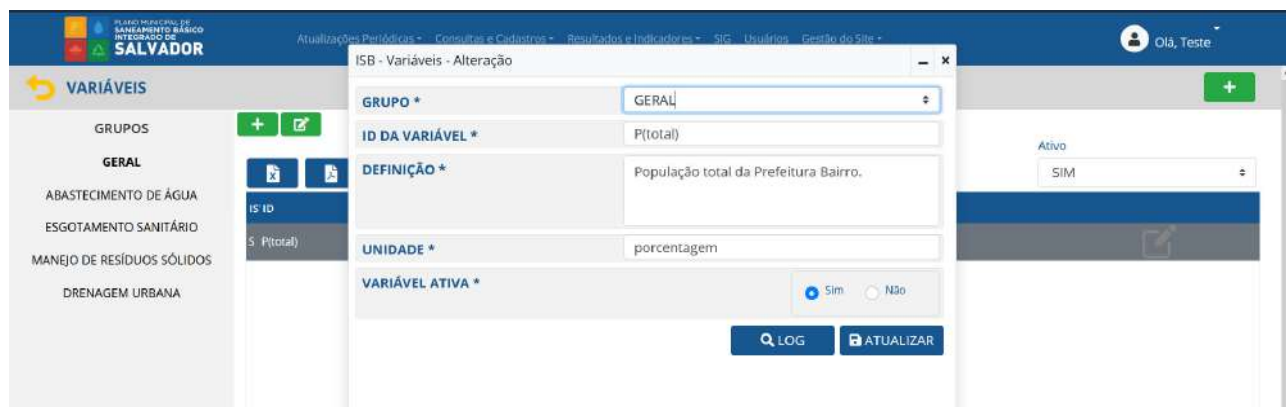 PLANO MUNICIPAL DE
SANEAMENTO BÁSICO
INTEGRADO DE
SALVADOR
Atualizações Periódicas Consultas e Cadastros Resultados e Indicadores SIG Usuários Gestão do Site
Olá, Teste
ISB - Variáveis - Alteração
VARIÁVEIS
GRUPOS
GERAL
ABASTECIMENTO DE ÁGUA
ESGOTAMENTO SANITÁRIO
MANEJO DE RESÍDUOS SÓLIDOS
DRENAGEM URBANA
GRUPO * GERAL
ID DA VARIÁVEL * P(total)
DEFINIÇÃO * População total da Prefeitura Bairro.
UNIDADE * porcentagem
VARIÁVEL ATIVA * Sim Não
LOG ATUALIZAR
Ativo
SIM
IS ID
S P(total)